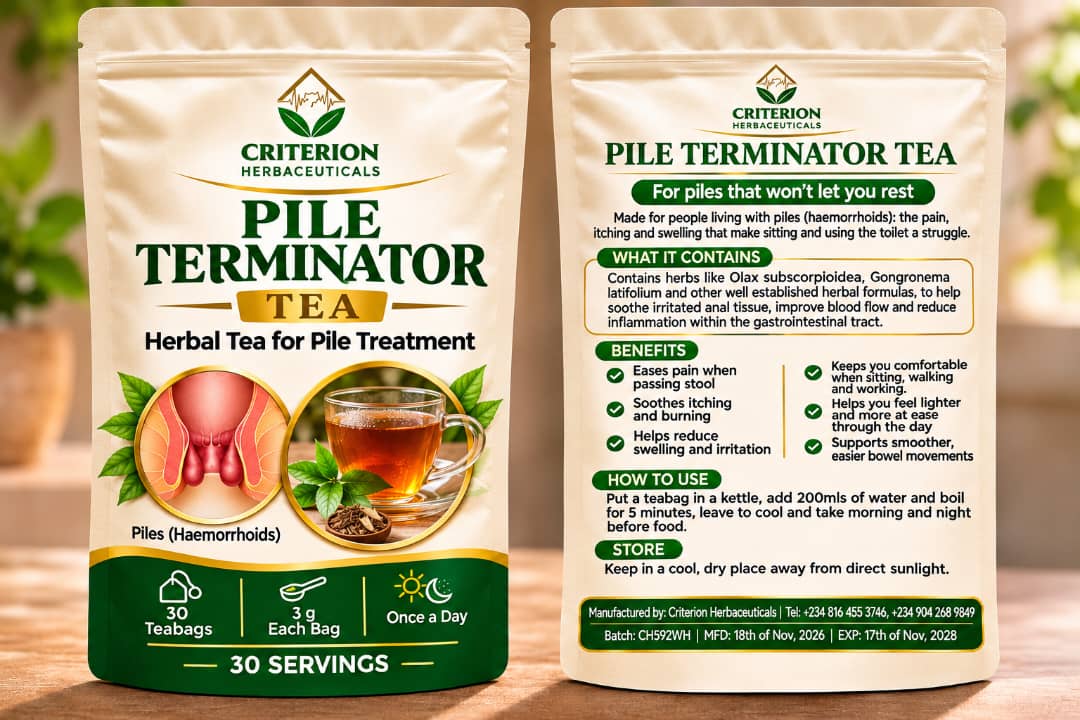 CRITERION
HERBACEUTICALS
PILE
TERMINATOR
TEA
Herbal Tea for Pile Treatment
Piles (Haemorrhoids)
30
Teabags
3 g
Each Bag
Once a Day
30 SERVINGS
CRITERION
HERBACEUTICALS
PILE TERMINATOR TEA
For piles that won't let you rest
Made for people living with piles (haemorrhoids): the pain,
itching and swelling that make sitting and using the toilet a struggle.
WHAT IT CONTAINS
Contains herbs like Olax subscorpioidea, Gongronema
latifolium and other well established herbal formulas, to help
soothe irritated anal tissue, improve blood flow and reduce
inflammation within the gastrointestinal tract.
BENEFITS
Eases pain when
passing stool
Soothes itching
and burning
Helps reduce
swelling and irritation
Keeps you comfortable
when sitting, walking
and working.
Helps you feel lighter
and more at ease
through the day
Supports smoother,
easier bowel movements
HOW TO USE
Put a teabag in a kettle, add 200mls of water and boil
for 5 minutes, leave to cool and take morning and night
before food.
STORE
Keep in a cool, dry place away from direct sunlight.
Manufactured by: Criterion Herbaceuticals | Tel: +234 816 455 3746, +234 904 268 9849
Batch: CH592WH | MFD: 18th of Nov, 2026 | EXP: 17th of Nov, 2028